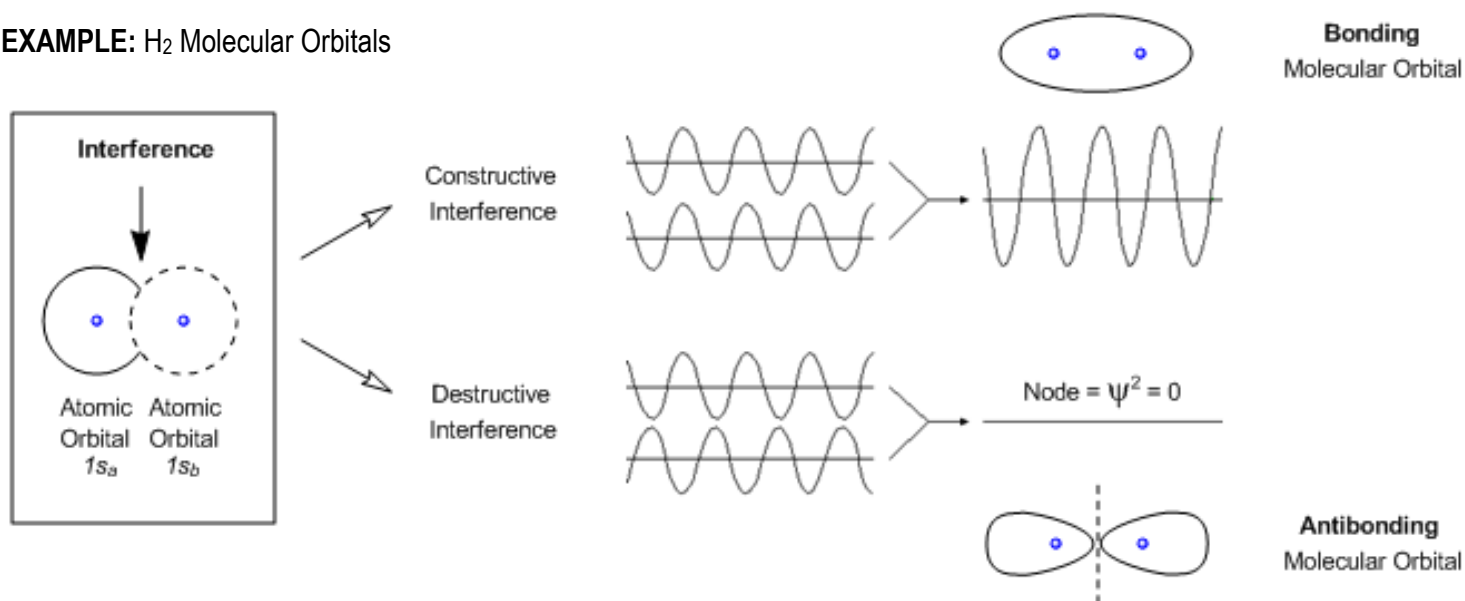 EXAMPLE: H₂ Molecular Orbitals
Interference
Atomic Atomic
Orbital Orbital
1sₐ 1s_b
Constructive
Interference
Destructive
Interference
Bonding
Molecular Orbital
Node = ψ² = 0
Antibonding
Molecular Orbital